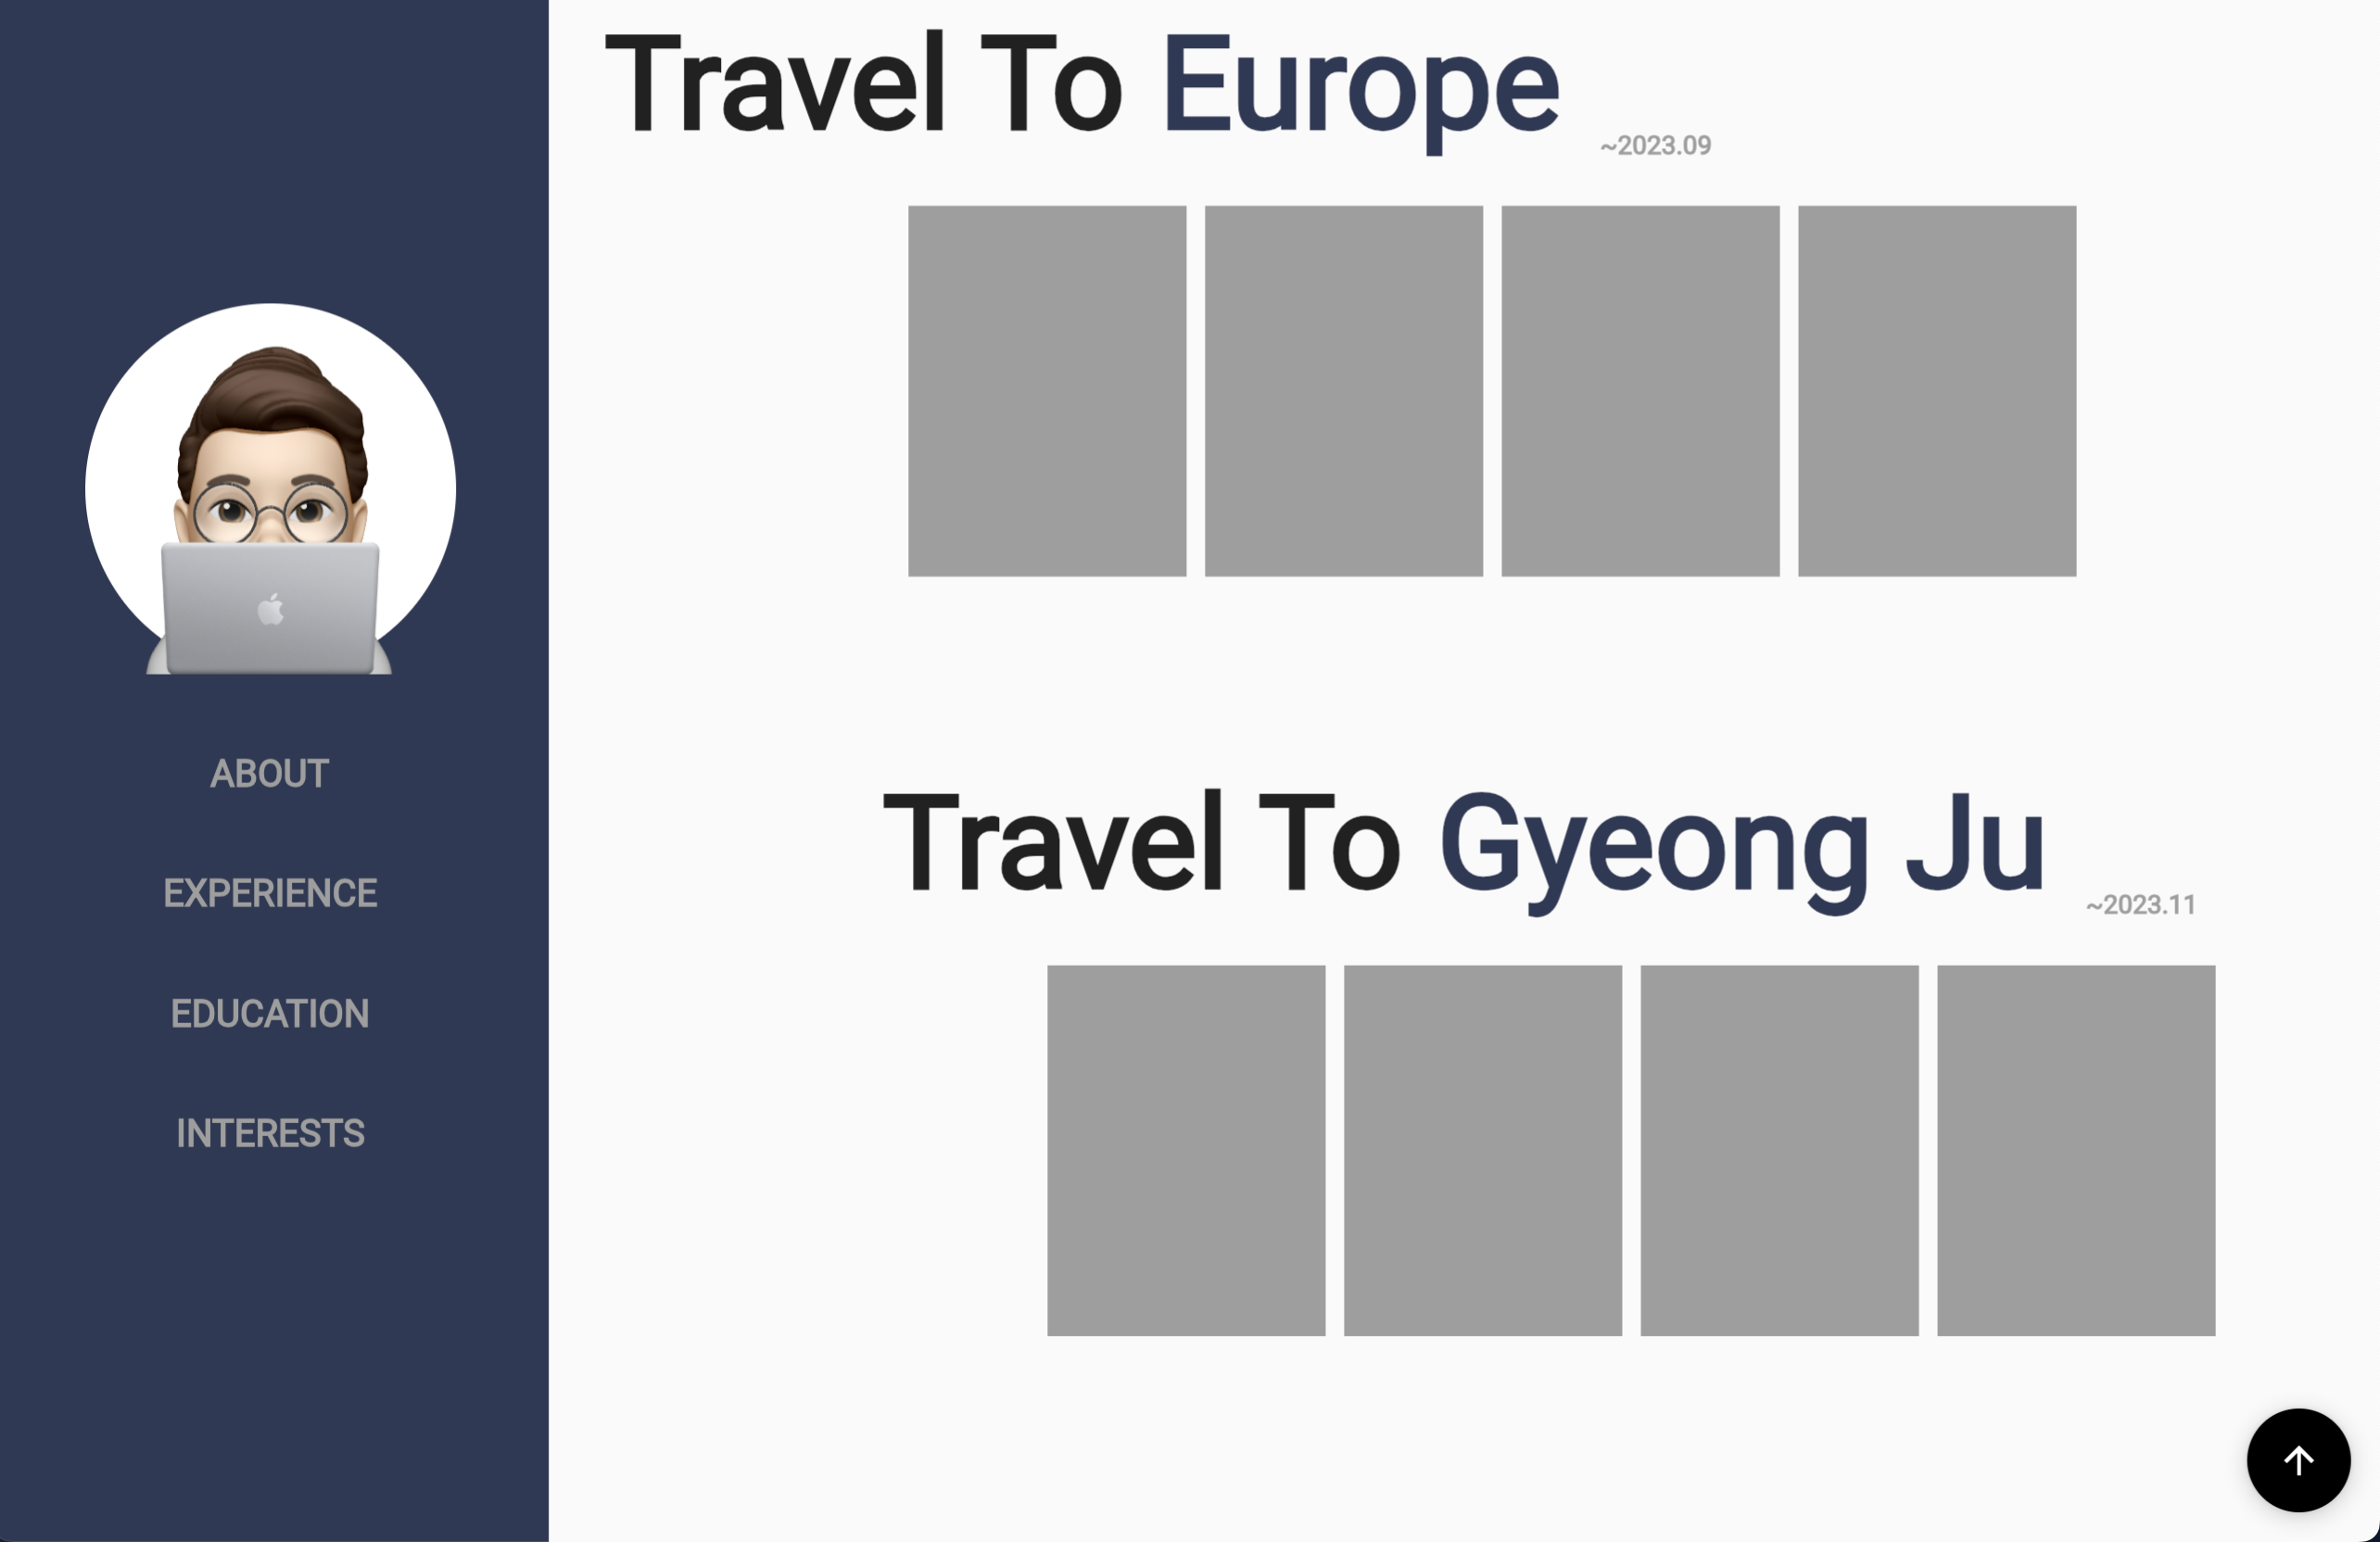 ABOUT
EXPERIENCE
EDUCATION
INTERESTS
Travel To Europe
~2023.09
Travel To Gyeong Ju
~2023.11